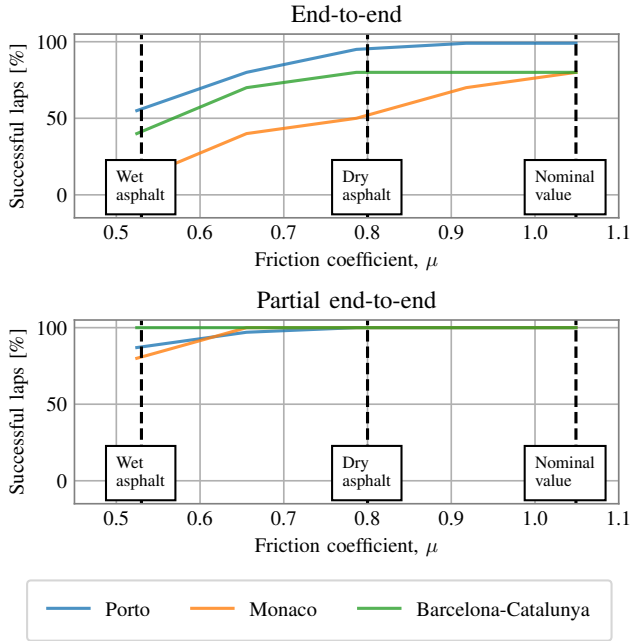 End-to-end
Successful laps [%]
100
50
0
Wet
asphalt
Dry
asphalt
Nominal
value
0.5 0.6 0.7 0.8 0.9 1.0 1.1
Friction coefficient, μ
Partial end-to-end
Successful laps [%]
100
50
0
Wet
asphalt
Dry
asphalt
Nominal
value
0.5 0.6 0.7 0.8 0.9 1.0 1.1
Friction coefficient, μ
Porto Monaco Barcelona-Catalunya